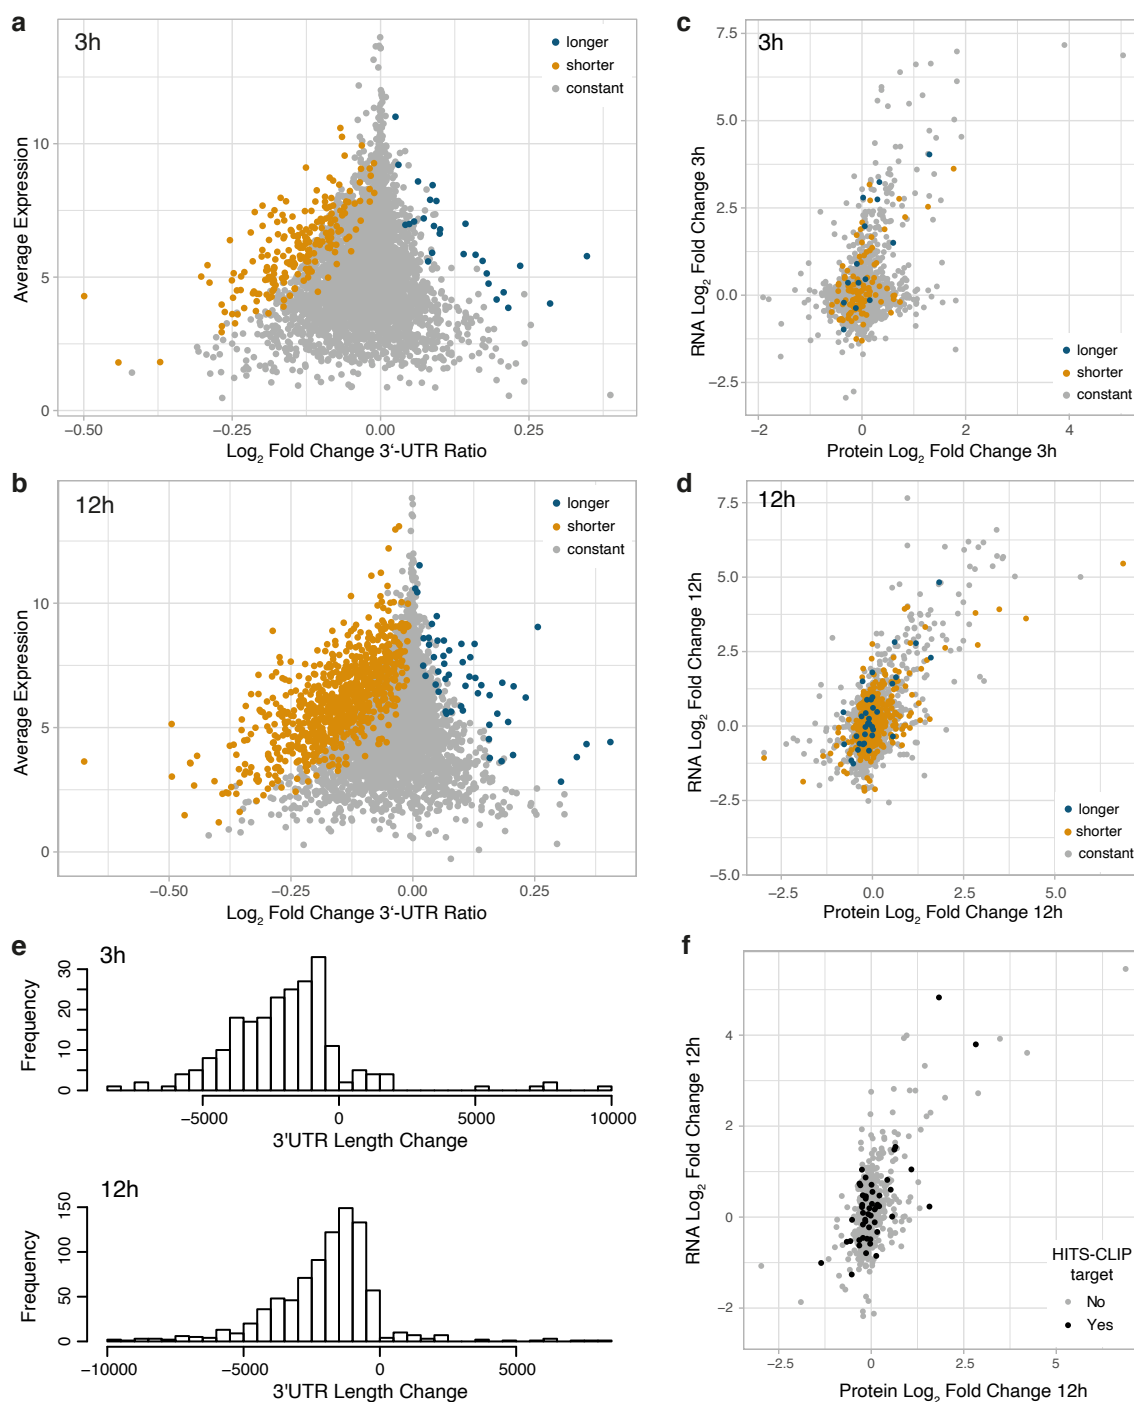 a
3h
longer
shorter
constant
Average Expression
10
5
0
−0.50
−0.25
0.00
0.25
Log2 Fold Change 3‘-UTR Ratio
b
12h
longer
shorter
constant
Average Expression
10
5
0
−0.50
−0.25
0.00
0.25
Log2 Fold Change 3‘-UTR Ratio
c
3h
longer
shorter
constant
RNA Log2 Fold Change 3h
7.5
5.0
2.5
0.0
−2.5
−2
0
2
4
Protein Log2 Fold Change 3h
d
12h
longer
shorter
constant
RNA Log2 Fold Change 12h
7.5
5.0
2.5
0.0
−2.5
−5.0
−2.5
0.0
2.5
5.0
Protein Log2 Fold Change 12h
e
3h
Frequency
30
20
10
0
−5000
0
5000
10000
3'UTR Length Change
12h
Frequency
150
100
50
0
−10000
−5000
0
5000
3'UTR Length Change
f
RNA Log2 Fold Change 12h
4
2
0
−2
HITS-CLIP
target
No
Yes
−2.5
0
2.5
5
Protein Log2 Fold Change 12h